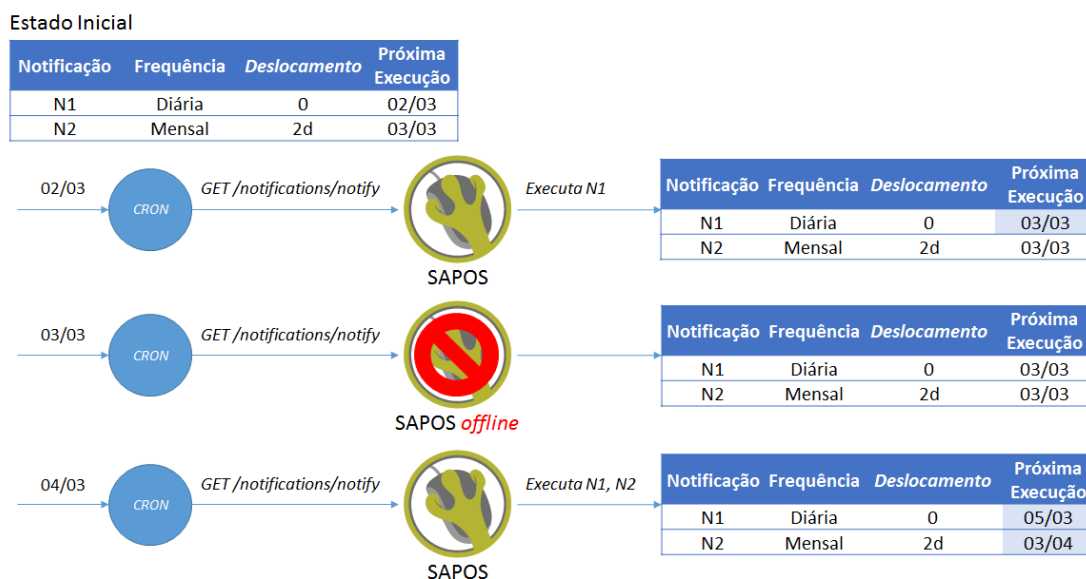 Estado Inicial
Notificação Frequência Deslocamento Próxima Execução
N1 Diária 0 02/03
N2 Mensal 2d 03/03
02/03
CRON
GET /notifications/notify
SAPOS
Executa N1
Notificação Frequência Deslocamento Próxima Execução
N1 Diária 0 03/03
N2 Mensal 2d 03/03
03/03
CRON
GET /notifications/notify
SAPOS offline
Notificação Frequência Deslocamento Próxima Execução
N1 Diária 0 03/03
N2 Mensal 2d 03/03
04/03
CRON
GET /notifications/notify
SAPOS
Executa N1, N2
Notificação Frequência Deslocamento Próxima Execução
N1 Diária 0 05/03
N2 Mensal 2d 03/04